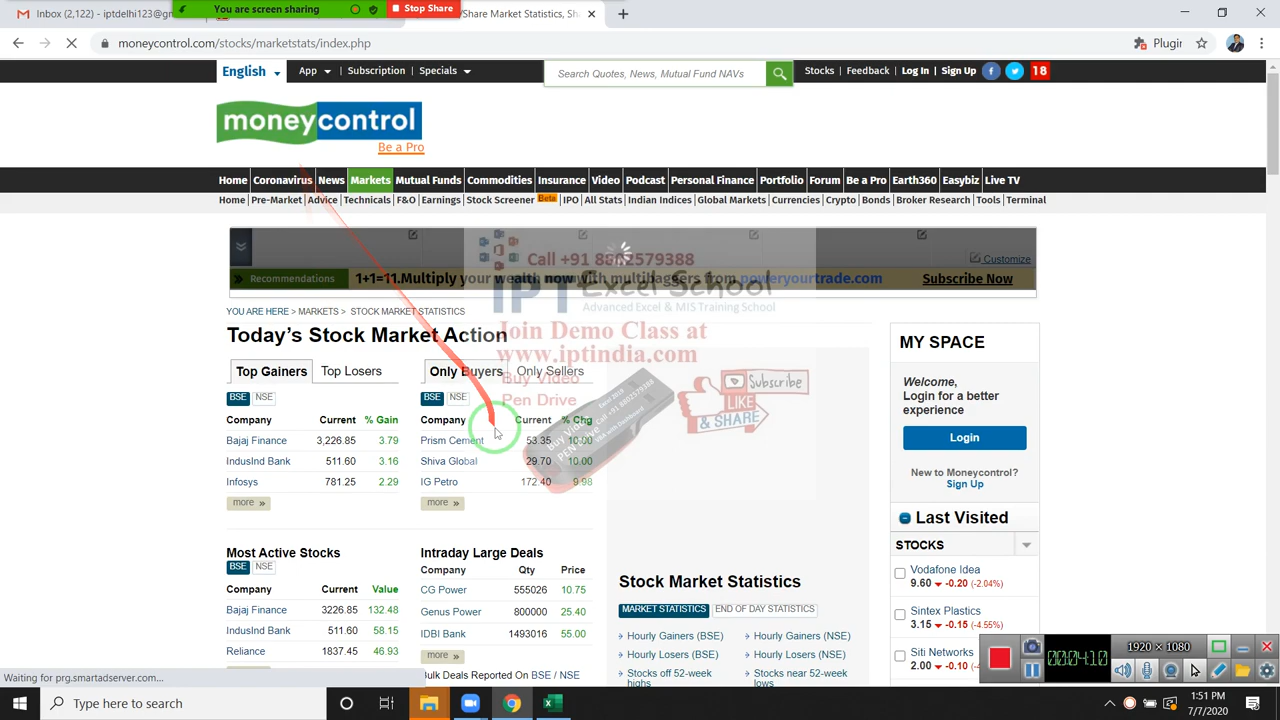 Inbox (2,122) - iptdelhi123@gm
You are screen sharing
Stop Share
/Share Market Statistics, Sh
moneycontrol.com/stocks/marketstats/index.php
Plugin
English App Subscription Specials
Search Quotes, News, Mutual Fund NAVs
Stocks Feedback Log In Sign Up 18
moneycontrol
Be a Pro
Home Coronavirus News Markets Mutual Funds Commodities Insurance Video Podcast Personal Finance Portfolio Forum Be a Pro Earth360 Easybiz Live TV
Home Pre-Market Advice Technicals F&O Earnings Stock Screener Beta IPO All Stats Indian Indices Global Markets Currencies Crypto Bonds Broker Research Tools Terminal
Call +91 8802579388
Customize
Recommendations 1+1=11.Multiply your wealth now with multibaggers from poweryourtrade.com Subscribe Now
IPT Excel School
Advanced Excel & MIS Training School
Join Demo Class at
www.iptindia.com
Buy Video
Pen Drive
Subscribe
LIKE
& SHARE
YOU ARE HERE > MARKETS > STOCK MARKET STATISTICS
Today's Stock Market Action
Top Gainers Top Losers
BSE NSE
Company Current % Gain
Bajaj Finance 3,226.85 3.79
IndusInd Bank 511.60 3.16
Infosys 781.25 2.29
more »
Only Buyers Only Sellers
BSE NSE
Company Current % Chg
Prism Cement 53.35 10.00
Shiva Global 29.70 10.00
IG Petro 172.40 9.98
more »
Most Active Stocks
BSE NSE
Company Current Value
Bajaj Finance 3226.85 132.48
IndusInd Bank 511.60 58.15
Reliance 1837.45 46.93
Intraday Large Deals
Company Qty Price
CG Power 555026 10.75
Genus Power 800000 25.40
IDBI Bank 1493016 55.00
more »
Bulk Deals Reported On BSE / NSE
Stock Market Statistics
MARKET STATISTICS END OF DAY STATISTICS
Hourly Gainers (BSE) Hourly Gainers (NSE)
Hourly Losers (BSE) Hourly Losers (NSE)
Stocks off 52-week highs
Stocks near 52-week lows
MY SPACE
Welcome,
Login for a better
experience
Login
New to Moneycontrol?
Sign Up
Last Visited
STOCKS
Vodafone Idea
9.60 -0.20 (-2.04%)
Sintex Plastics
3.15 -0.15 (-4.55%)
Siti Networks
2.00 -0.10 (-4
1920 × 1080
00:04:10
Waiting for prg.smartadserver.com...
Type here to search
1:51 PM
7/7/2020